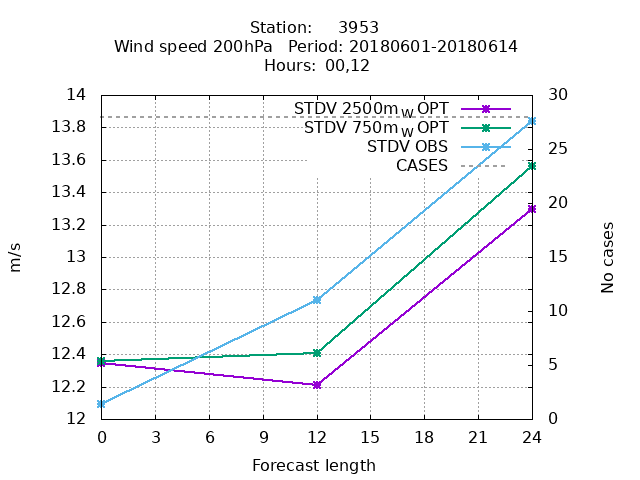 Station: 3953
Wind speed 200hPa Period: 20180601-20180614
Hours: 00,12
14 30
STDV 2500m_W OPT
13.8
STDV 750m_W OPT
STDV OBS
25
13.6
CASES
13.4
20
13.2
m/s
13 15
No cases
12.8
10
12.6
12.4
5
12.2
12 0
0 3 6 9 12 15 18 21 24
Forecast length